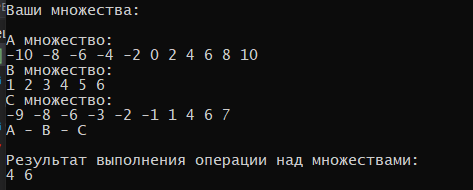 Ваши множества:
А множество:
-10 -8 -6 -4 -2 0 2 4 6 8 10
В множество:
1 2 3 4 5 6
С множество:
-9 -8 -6 -3 -2 -1 1 4 6 7
A - B - C
Результат выполнения операции над множествами:
4 6